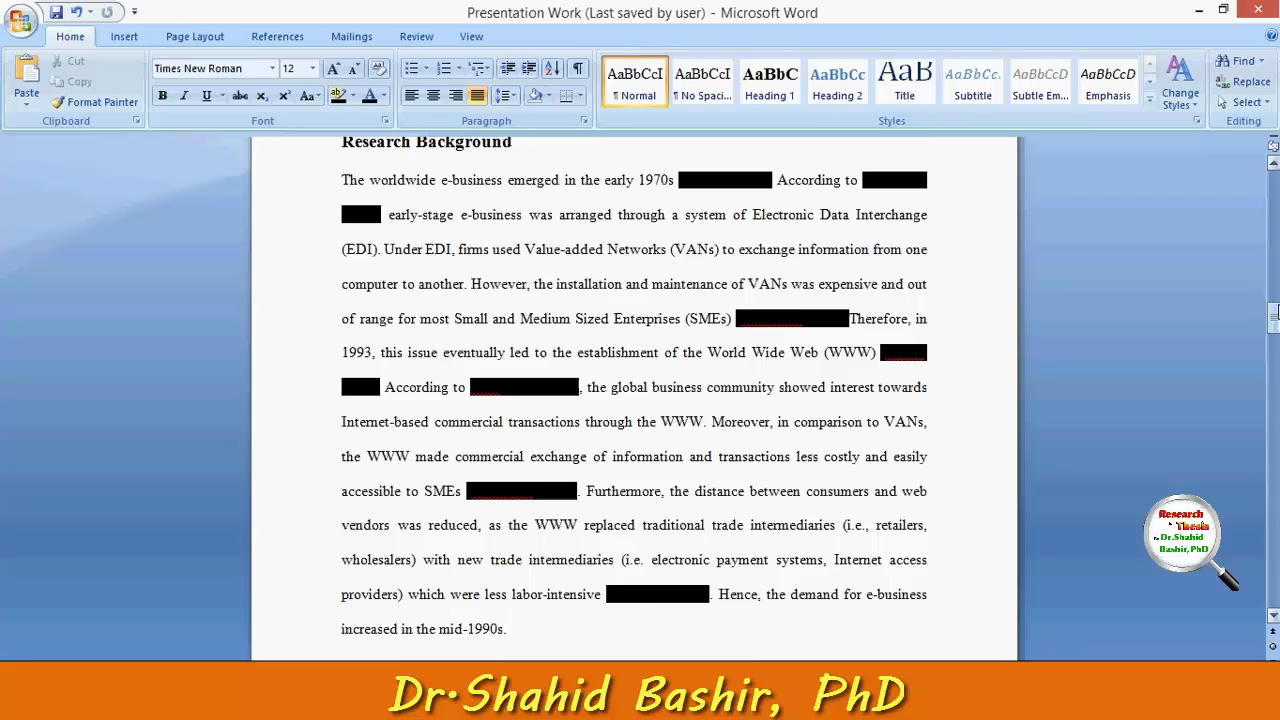 Presentation Work (Last saved by user) - Microsoft Word
Home Insert Page Layout References Mailings Review View
Paste
Cut
Copy
Format Painter
Clipboard
Times New Roman 12
Font
Paragraph
AaBbCcI AaBbCcI AaBbC AaBbCc AaB AaBbCc. AaBbCcD AaBbCcD
¶ Normal ¶ No Spaci... Heading 1 Heading 2 Title Subtitle Subtle Em... Emphasis
Change Styles
Styles
Find
Replace
Select
Editing
Research Background
The worldwide e-business emerged in the early 1970s According to
early-stage e-business was arranged through a system of Electronic Data Interchange
(EDI). Under EDI, firms used Value-added Networks (VANs) to exchange information from one
computer to another. However, the installation and maintenance of VANs was expensive and out
of range for most Small and Medium Sized Enterprises (SMEs) Therefore, in
1993, this issue eventually led to the establishment of the World Wide Web (WWW)
According to , the global business community showed interest towards
Internet-based commercial transactions through the WWW. Moreover, in comparison to VANs,
the WWW made commercial exchange of information and transactions less costly and easily
accessible to SMEs . Furthermore, the distance between consumers and web
vendors was reduced, as the WWW replaced traditional trade intermediaries (i.e., retailers,
wholesalers) with new trade intermediaries (i.e. electronic payment systems, Internet access
providers) which were less labor-intensive . Hence, the demand for e-business
increased in the mid-1990s.
Research
Thesis
By Dr.Shahid
Bashir, PhD
Dr.Shahid Bashir, PhD